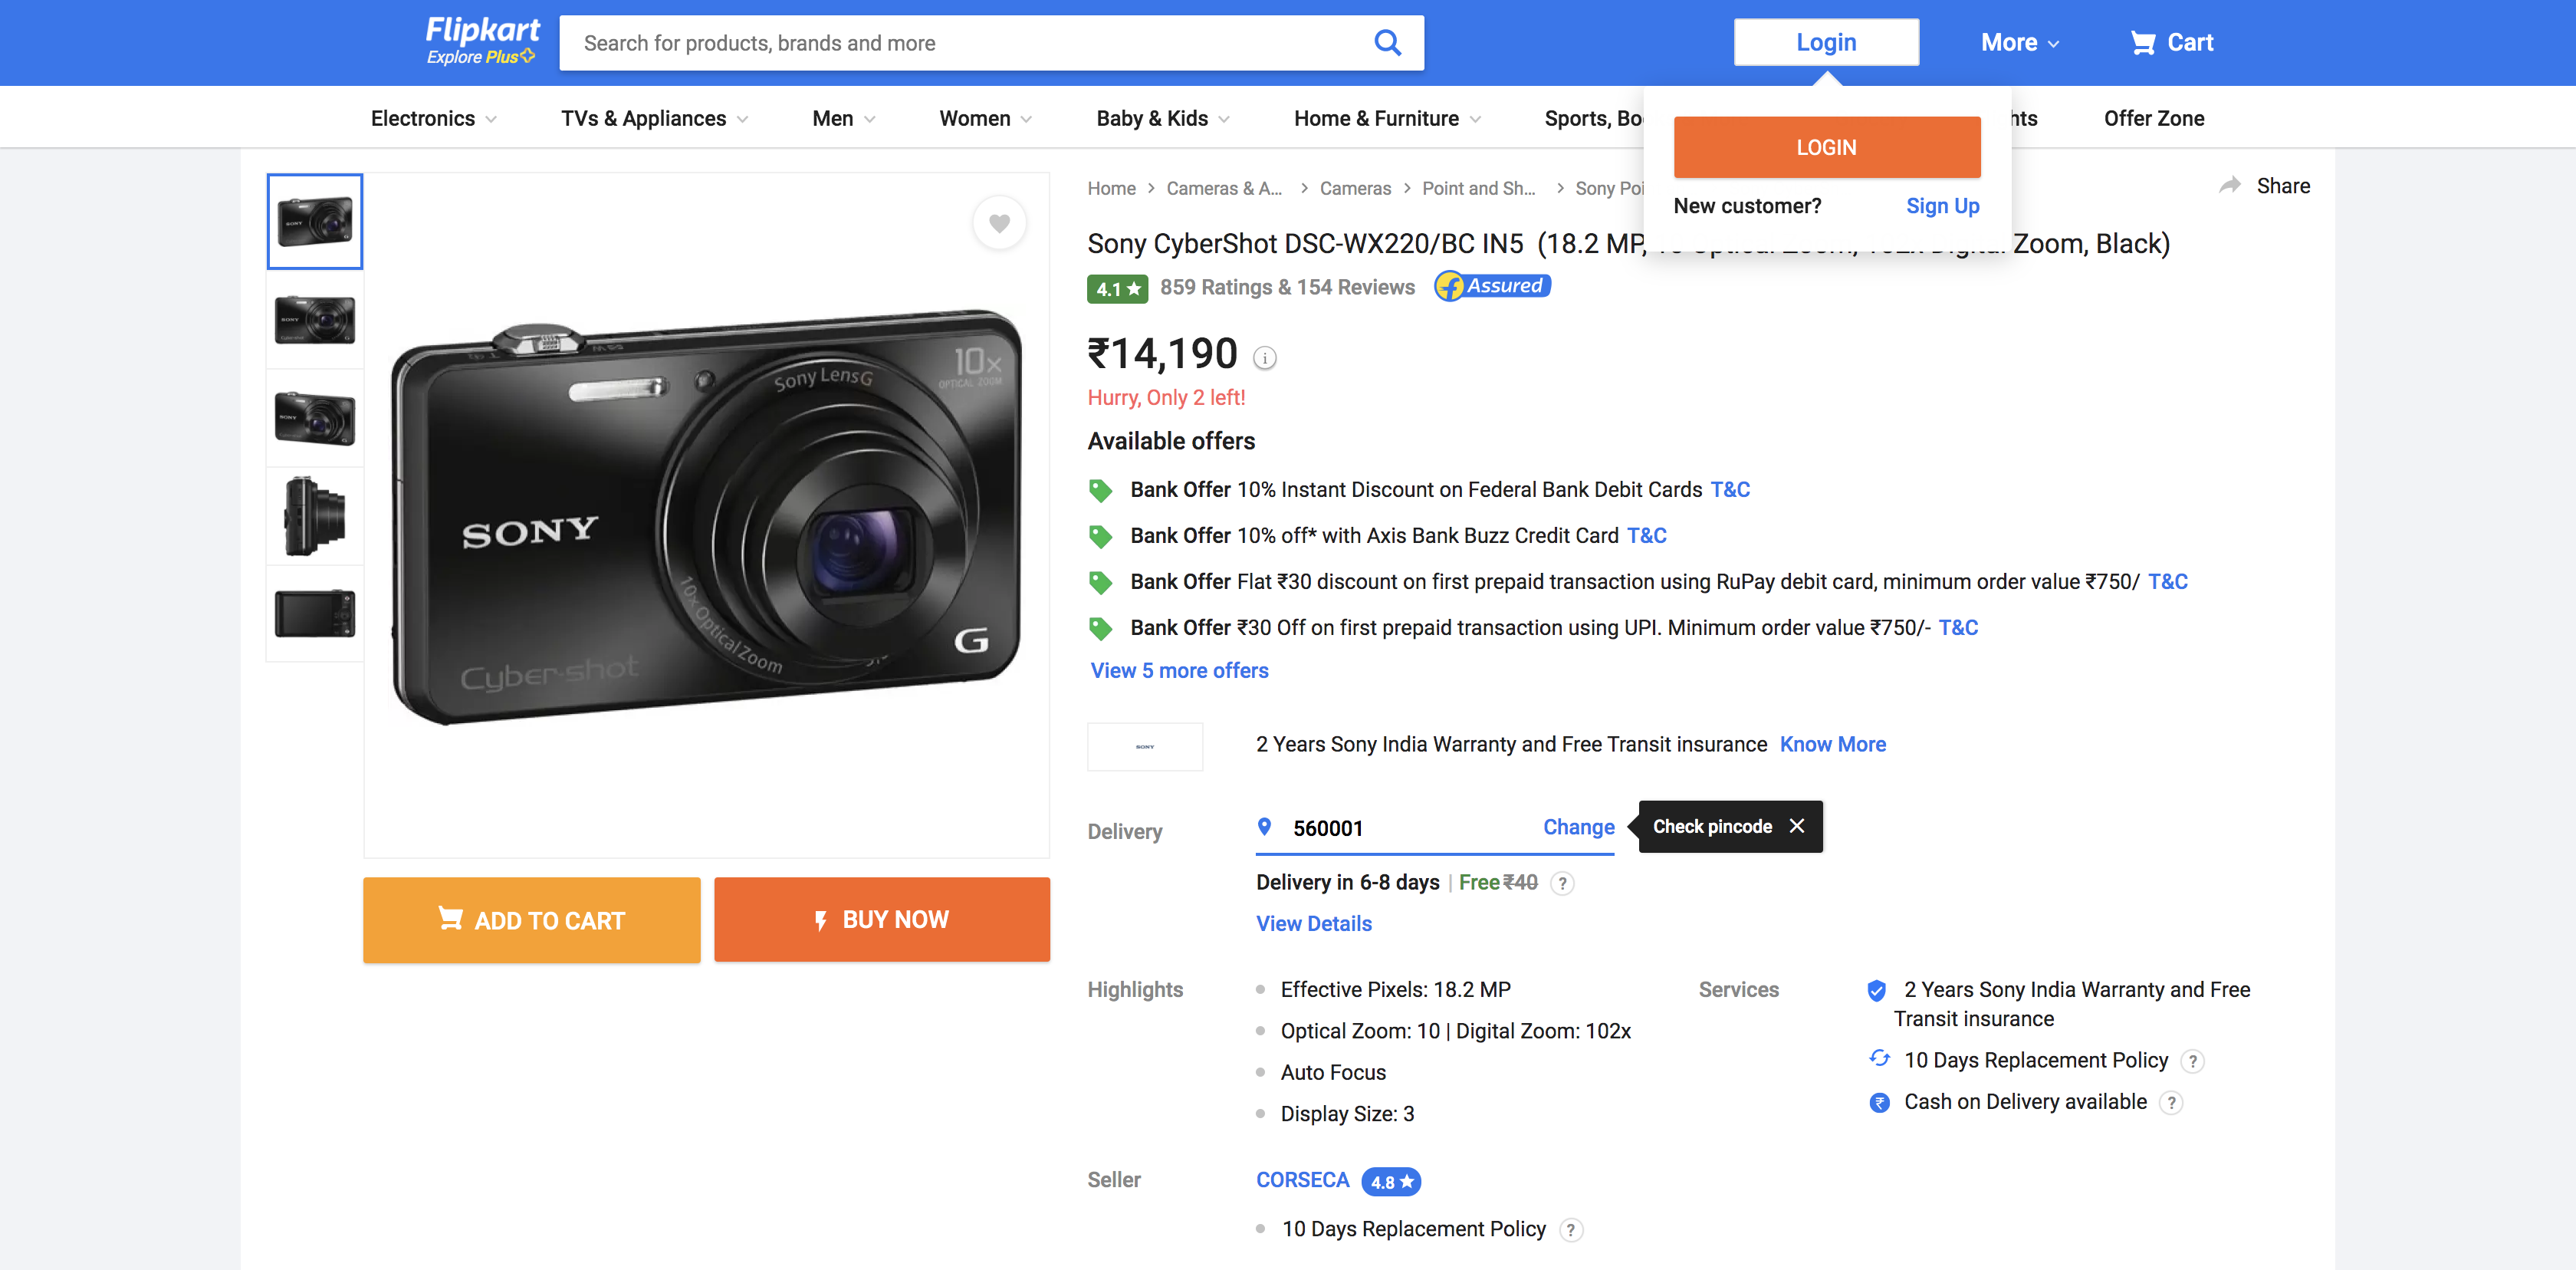 Flipkart
Explore Plus
Search for products, brands and more
Login
More
Cart
Electronics
TVs & Appliances
Men
Women
Baby & Kids
Home & Furniture
Sports, Bo
hts
Offer Zone
LOGIN
New customer? Sign Up
Home > Cameras & A... > Cameras > Point and Sh... > Sony Poi
Share
Sony CyberShot DSC-WX220/BC IN5 (18.2 MP, Zoom, Black)
4.1 ★ 859 Ratings & 154 Reviews Assured
₹14,190
Hurry, Only 2 left!
Available offers
Bank Offer 10% Instant Discount on Federal Bank Debit Cards T&C
Bank Offer 10% off* with Axis Bank Buzz Credit Card T&C
Bank Offer Flat ₹30 discount on first prepaid transaction using RuPay debit card, minimum order value ₹750/ T&C
Bank Offer ₹30 Off on first prepaid transaction using UPI. Minimum order value ₹750/- T&C
View 5 more offers
SONY
2 Years Sony India Warranty and Free Transit insurance Know More
Delivery
560001
Change
Check pincode
Delivery in 6-8 days | Free ₹40 ?
View Details
Highlights
Effective Pixels: 18.2 MP
Optical Zoom: 10 | Digital Zoom: 102x
Auto Focus
Display Size: 3
Services
2 Years Sony India Warranty and Free
Transit insurance
10 Days Replacement Policy ?
Cash on Delivery available ?
Seller
CORSECA 4.8 ★
10 Days Replacement Policy ?
10x
OPTICAL ZOOM
Sony Lens G
SONY
10x Optical Zoom
Cyber-shot
G
ADD TO CART
BUY NOW